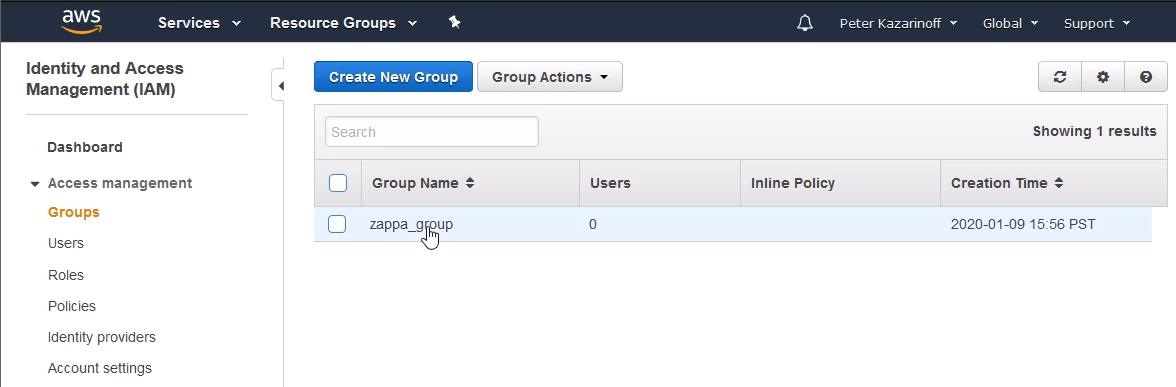 aws Services Resource Groups Peter Kazarinoff Global Support
Identity and Access
Management (IAM)
Dashboard
Access management
Groups
Users
Roles
Policies
Identity providers
Account settings
Create New Group Group Actions
Search
Showing 1 results
Group Name Users Inline Policy Creation Time
zappa_group 0 2020-01-09 15:56 PST